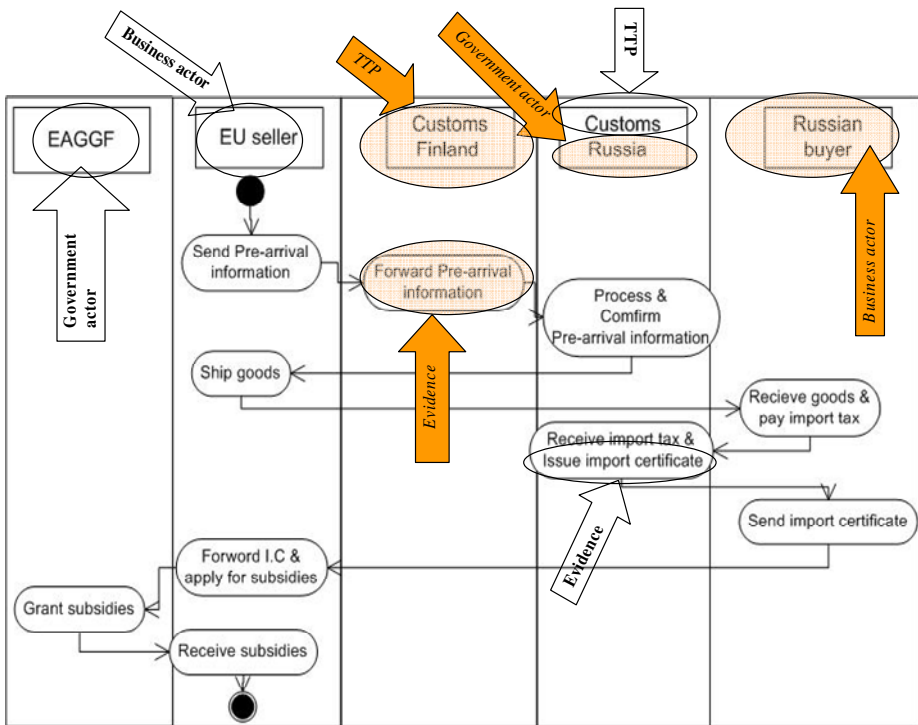 Business actor
TTP
Government actor
TTP
EAGGF
EU seller
Customs
Finland
Customs
Russia
Russian
buyer
Government
actor
Send Pre-arrival
information
Forward Pre-arrival
information
Process &
Comfirm
Pre-arrival information
Business actor
Evidence
Ship goods
Recieve goods &
pay import tax
Receive import tax &
Issue import certificate
Evidence
Send import certificate
Forword I.C &
apply for subsidies
Grant subsidies
Receive subsidies